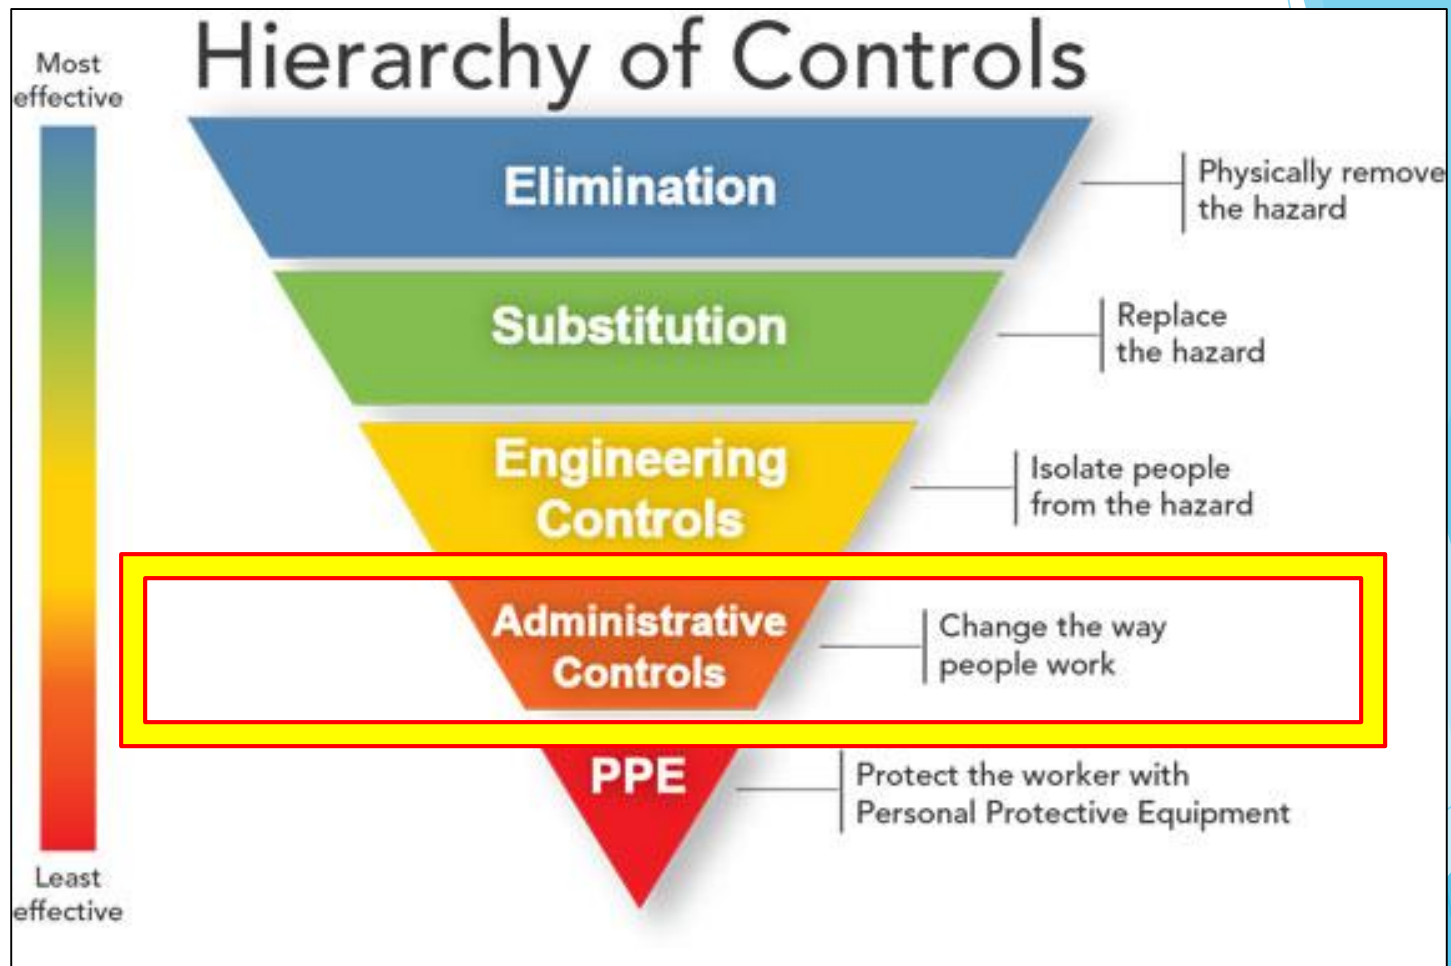 Hierarchy of Controls
Most
effective
Elimination
Physically remove
the hazard
Substitution
Replace
the hazard
Engineering
Controls
Isolate people
from the hazard
Administrative
Controls
Change the way
people work
PPE
Protect the worker with
Personal Protective Equipment
Least
effective